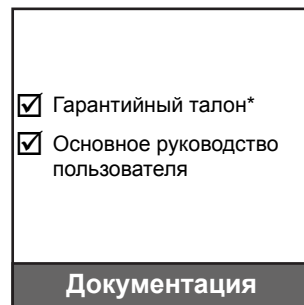 Гарантийный талон*
Основное руководство
пользователя
Документация